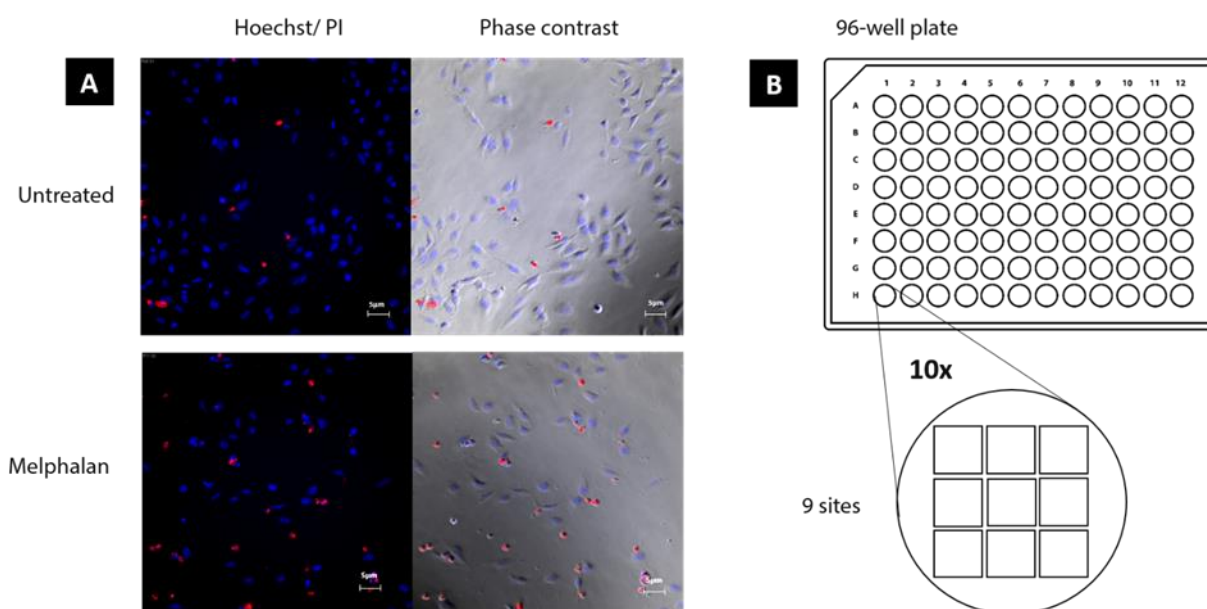 Hoechst/ PI
Phase contrast
96-well plate
A
B
Untreated
5µm
5µm
1 2 3 4 5 6 7 8 9 10 11 12
A
B
C
D
E
F
G
H
10x
Melphalan
5µm
5µm
9 sites